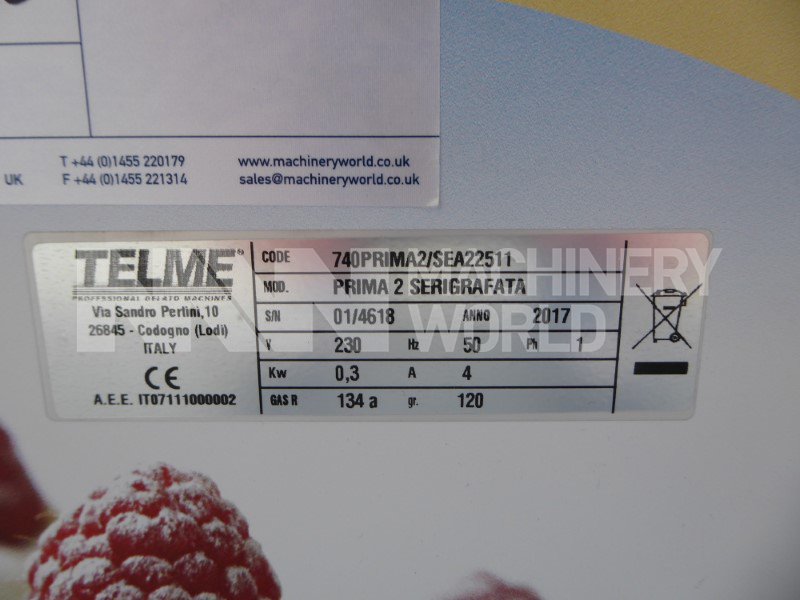 T +44 (0)1455 220179 www.machineryworld.co.uk
UK F +44 (0)1455 221314 sales@machineryworld.co.uk
TELME®
PROFESSIONAL GELATO MACHINES
Via Sandro Pertini,10
26845 - Codogno (Lodi)
ITALY
CE
A.E.E. IT07111000002
CODE 740PRIMA2/SEA22511
MOD. PRIMA 2 SERIGRAFATA
S/N 01/4618 ANNO 2017
V 230 Hz 50 Ph 1
Kw 0,3 A 4
GAS R 134 a gr. 120
MACHINERY
WORLD